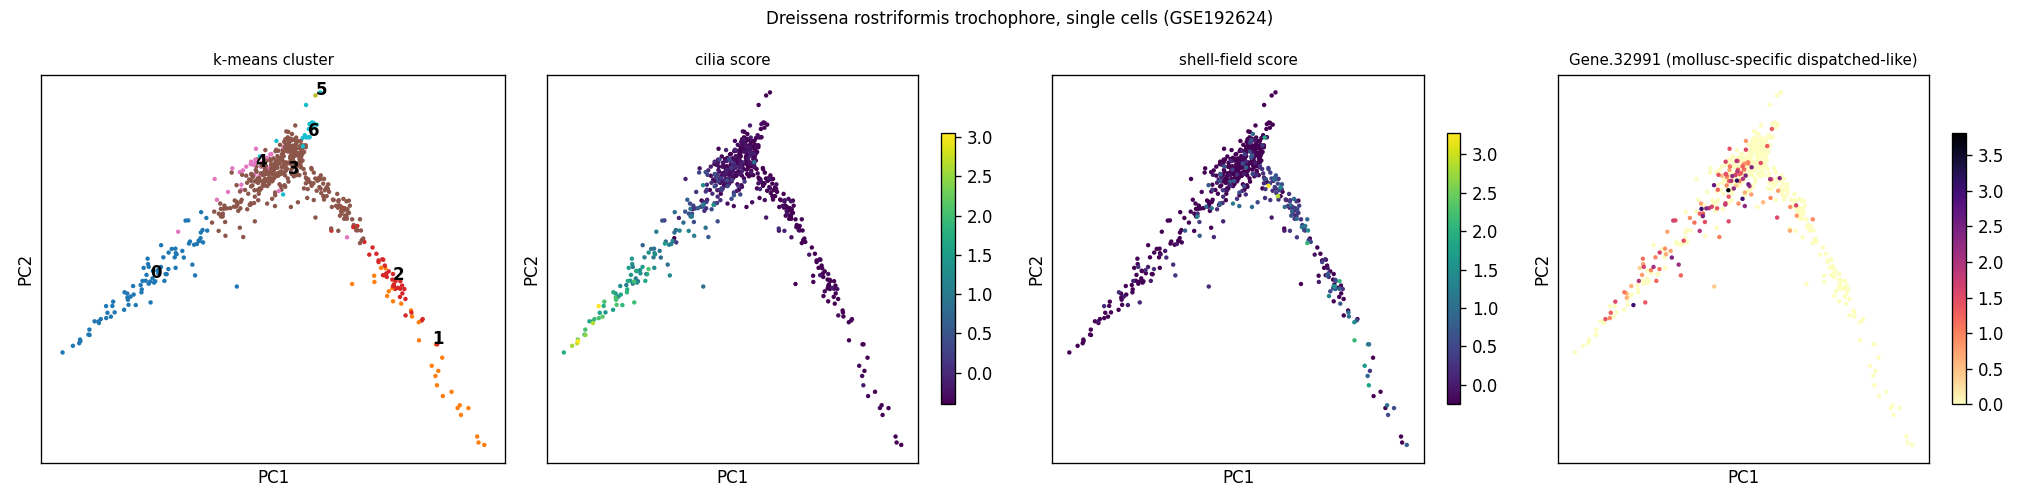 Dreissena rostriformis trochophore, single cells (GSE192624)
k-means cluster
5
6
4
3
0
2
1
PC2
PC1
cilia score
PC2
PC1
3.0
2.5
2.0
1.5
1.0
0.5
0.0
shell-field score
PC2
PC1
3.0
2.5
2.0
1.5
1.0
0.5
0.0
Gene.32991 (mollusc-specific dispatched-like)
PC2
PC1
3.5
3.0
2.5
2.0
1.5
1.0
0.5
0.0